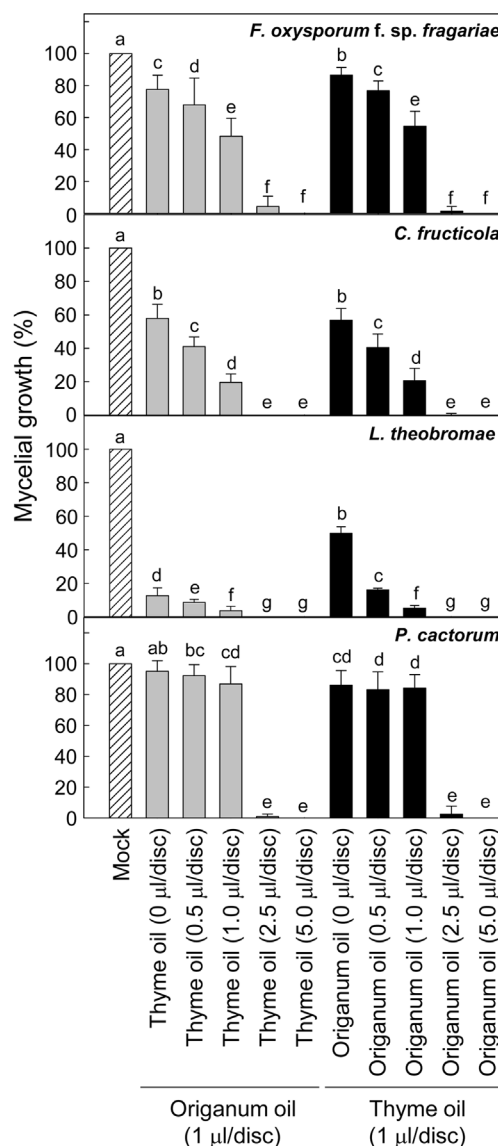 F. oxysporum f. sp. fragariae
100
80
60
40
20
0
a
c
d
e
f
f
b
c
e
f
f
C. fructicola
100
80
60
40
20
0
a
b
c
d
e
e
b
c
d
e
e
L. theobromae
100
80
60
40
20
0
a
d
e
f
g
g
b
c
f
g
g
P. cactorum
100
80
60
40
20
0
a
ab
bc
cd
e
e
cd
d
d
e
e
Mycelial growth (%)
Mock
Thyme oil (0 µl/disc)
Thyme oil (0.5 µl/disc)
Thyme oil (1.0 µl/disc)
Thyme oil (2.5 µl/disc)
Thyme oil (5.0 µl/disc)
Origanum oil (0 µl/disc)
Origanum oil (0.5 µl/disc)
Origanum oil (1.0 µl/disc)
Origanum oil (2.5 µl/disc)
Origanum oil (5.0 µl/disc)
Origanum oil
(1 µl/disc)
Thyme oil
(1 µl/disc)